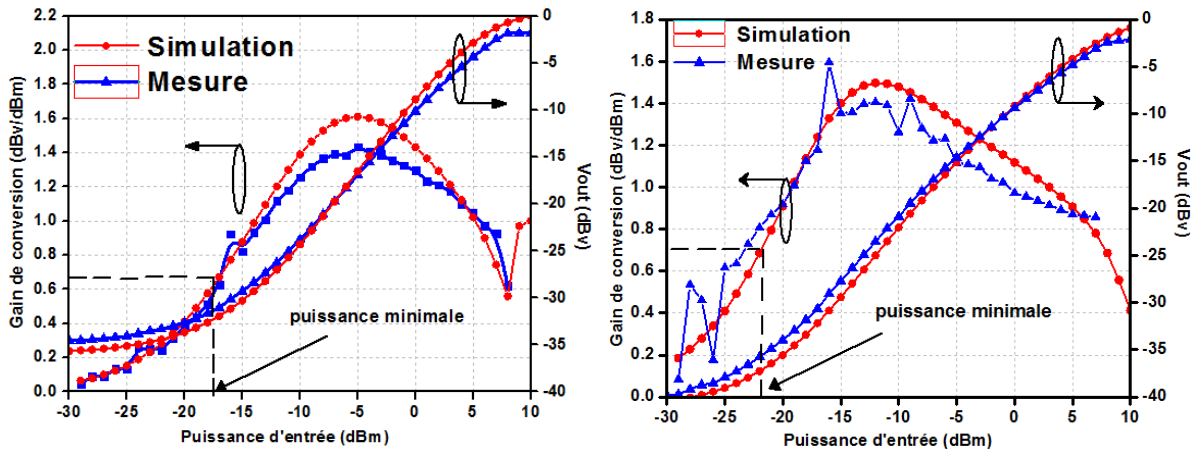 Gain de conversion (dBv/dBm)
2.2
2.0
1.8
1.6
1.4
1.2
1.0
0.8
0.6
0.4
0.2
0.0
Simulation
Mesure
puissance minimale
0
-5
-10
-15
-20
-25
-30
-35
-40
Vout (dBv)
-30 -25 -20 -15 -10 -5 0 5 10
Puissance d'entrée (dBm)
Gain de conversion (dBv/dBm)
1.8
1.6
1.4
1.2
1.0
0.8
0.6
0.4
0.2
0.0
Simulation
Mesure
puissance minimale
0
-5
-10
-15
-20
-25
-30
-35
-40
Vout (dBv)
-30 -25 -20 -15 -10 -5 0 5 10
Puissance d'entrée (dBm)